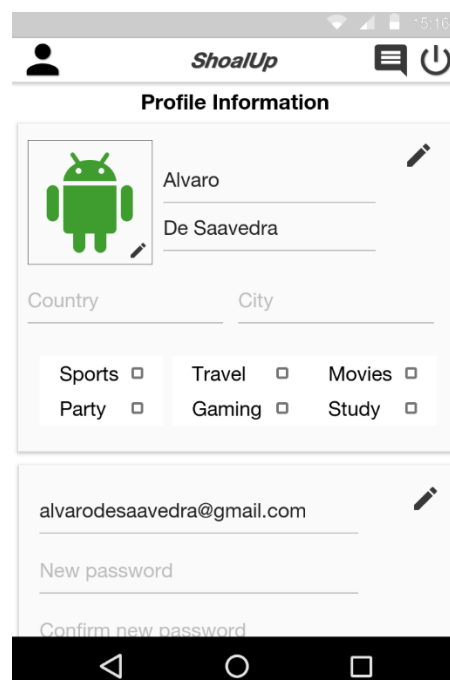 15:16
ShoalUp
Profile Information
Alvaro
De Saavedra
Country City
Sports Travel Movies
Party Gaming Study
alvarodesaavedra@gmail.com
New password
Confirm new password